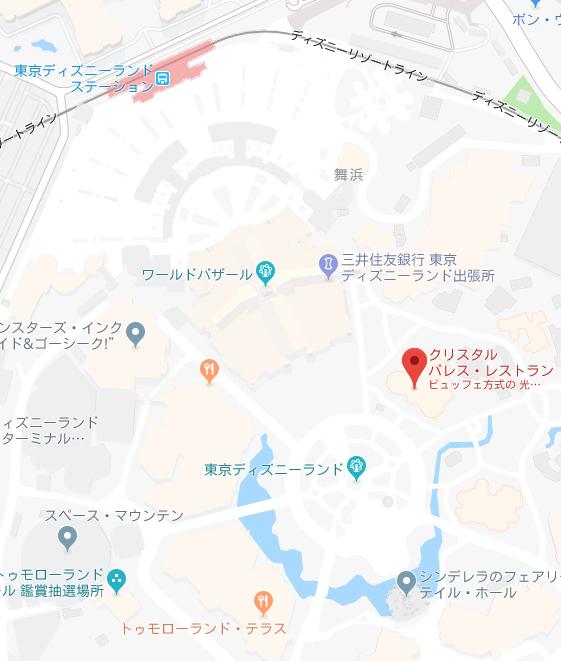 ボン・ヴ
ディズニーリゾートライン
東京ディズニーランド
ステーション
ディズニーリゾー
ゾートライン
舞浜
三井住友銀行 東京
ディズニーランド出張所
ワールドバザール
ンスターズ・インク
イド&ゴーシーク!"
クリスタル
パレス・レストラン
ビュッフェ方式の 光…
ィズニーランド
ターミナル…
東京ディズニーランド
スペース・マウンテン
トゥモローランド
ール 鑑賞抽選場所
シンデレラのフェアリー
テイル・ホール
トゥモローランド・テラス